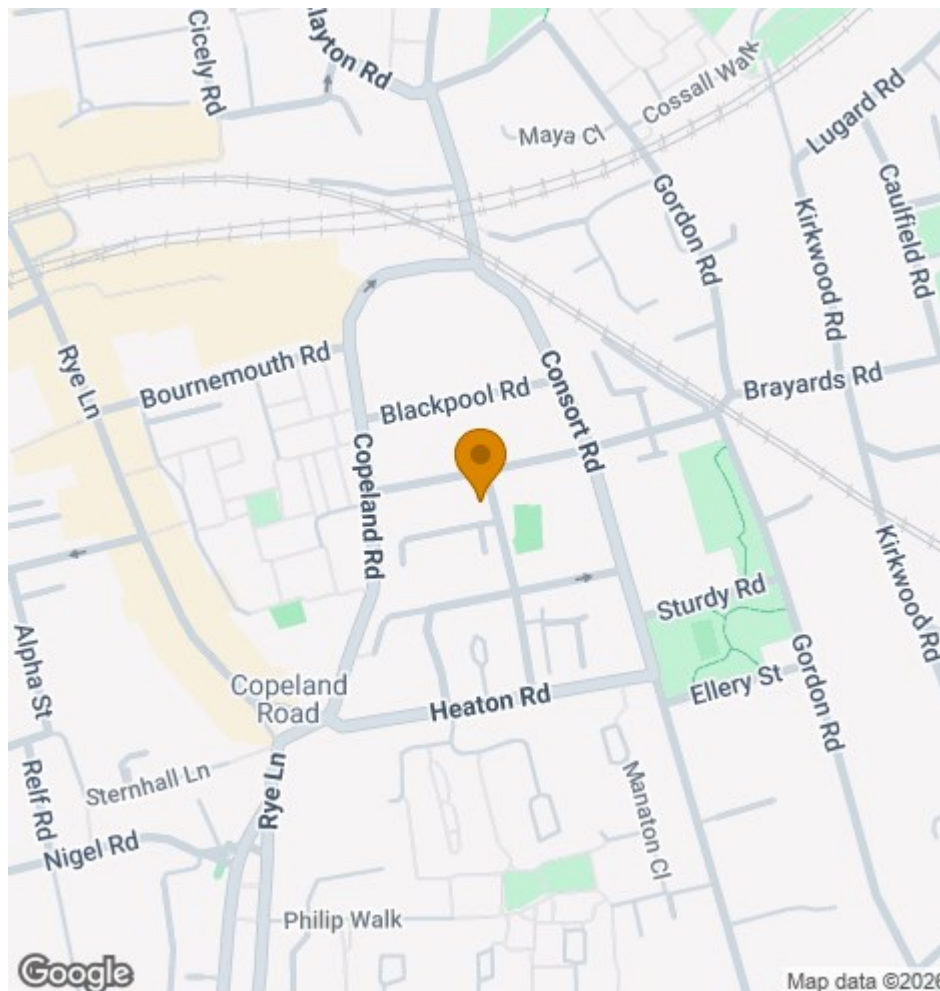 Cicely Rd
Clayton Rd
Cossall Walk
Maya Cl
Lugard Rd
Gordon Rd
Kirkwood Rd
Caulfield Rd
Rye Ln
Bournemouth Rd
Blackpool Rd
Consort Rd
Brayards Rd
Copeland Rd
Kirkwood Rd
Sturdy Rd
Alpha St
Copeland
Road
Ellery St
Heaton Rd
Gordon Rd
Sternhall Ln
Rye Ln
Relf Rd
Manaton Cl
Nigel Rd
Philip Walk
Google
Map data ©2026